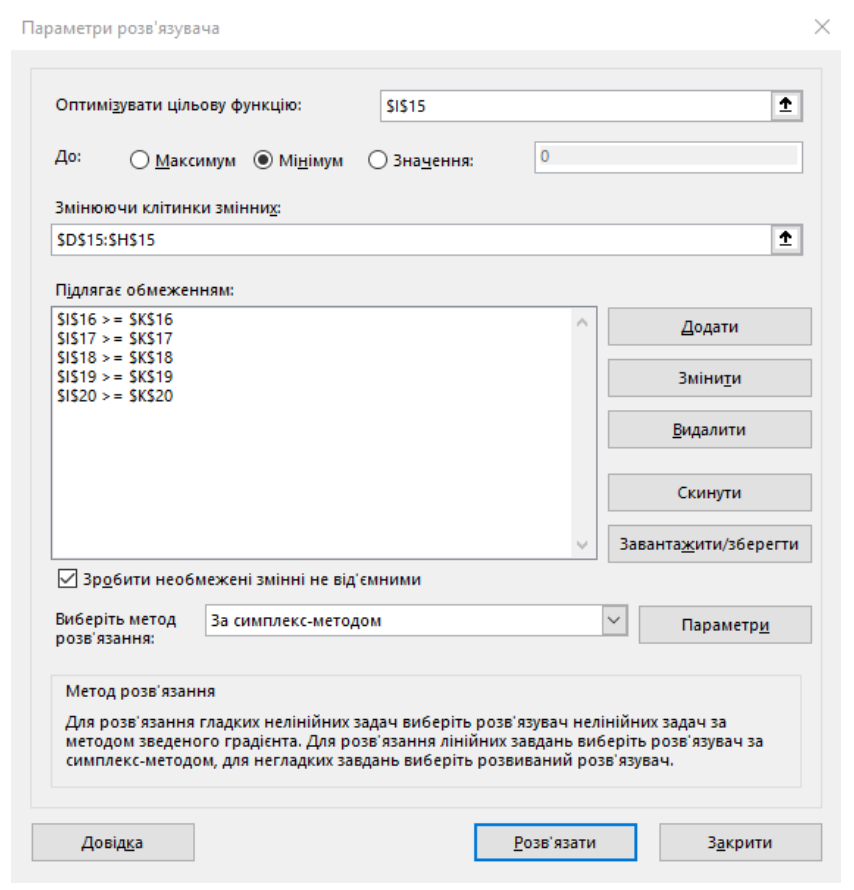 Параметри розв'язувача
Оптимізувати цільову функцію: $I$15
До: Максимум Мінімум Значення: 0
Змінюючи клітинки змінних:
$D$15:$H$15
Підлягає обмеженням:
$I$16 >= $K$16
$I$17 >= $K$17
$I$18 >= $K$18
$I$19 >= $K$19
$I$20 >= $K$20
Додати
Змінити
Видалити
Скинути
Завантажити/зберегти
Зробити необмежені змінні не від'ємними
Виберіть метод
розв'язання:
За симплекс-методом
Параметри
Метод розв'язання
Для розв'язання гладких нелінійних задач виберіть розв'язувач нелінійних задач за
методом зведеного градієнта. Для розв'язання лінійних завдань виберіть розв'язувач за
симплекс-методом, для негладких завдань виберіть розвиваний розв'язувач.
Довідка
Розв'язати
Закрити